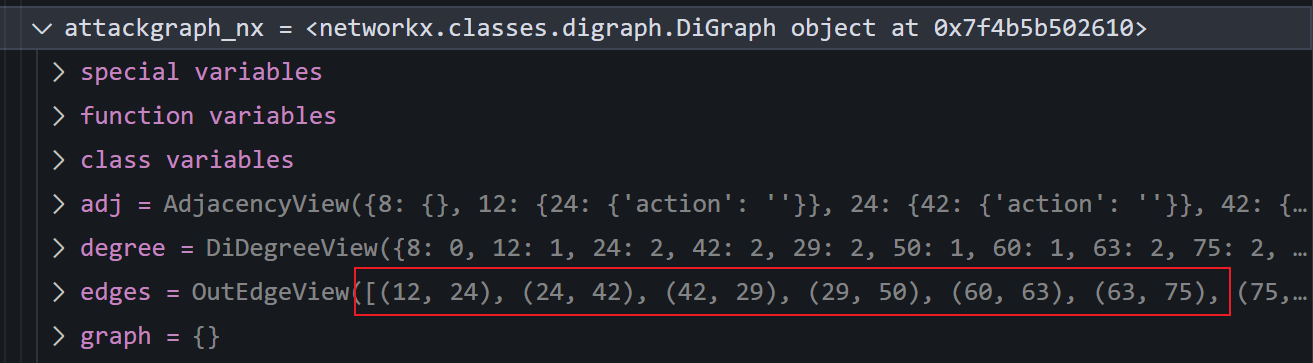 attackgraph_nx = <networkx.classes.digraph.DiGraph object at 0x7f4b5b502610>
special variables
function variables
class variables
adj = AdjacencyView({8: {}, 12: {24: {'action': ''}}, 24: {42: {'action': ''}}, 42: {…
degree = DiDegreeView({8: 0, 12: 1, 24: 2, 42: 2, 29: 2, 50: 1, 60: 1, 63: 2, 75: 2, …
edges = OutEdgeView([(12, 24), (24, 42), (42, 29), (29, 50), (60, 63), (63, 75), (75,…
graph = {}